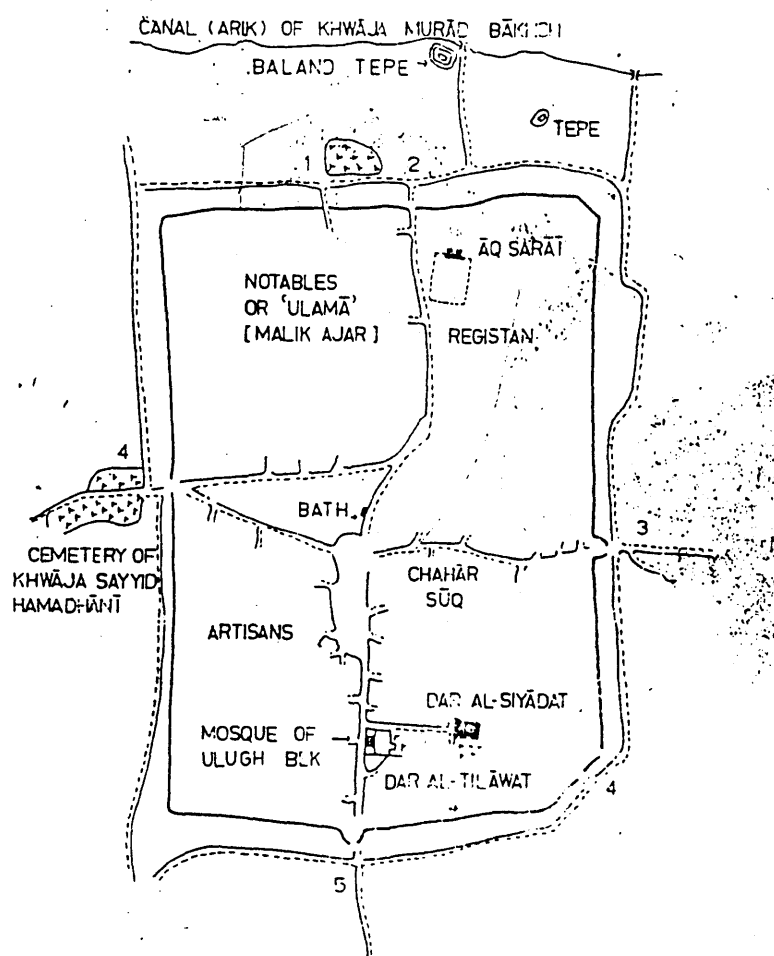 CANAL (ARIK) OF KHWĀJA MURĀD
BALAND TEPE
TEPE
1
2
ĀQ SARĀĪ
NOTABLES
OR 'ULAMĀ'
[MALIK AJAR]
REGISTAN
4
BATH
3
CEMETERY OF
KHWĀJA SAYYID
HAMADHĀNĪ
CHAHĀR
SŪQ
ARTISANS
DAR AL-SIYĀDAT
MOSQUE OF
ULUGH BEK
DAR AL-TILĀWAT
4
5